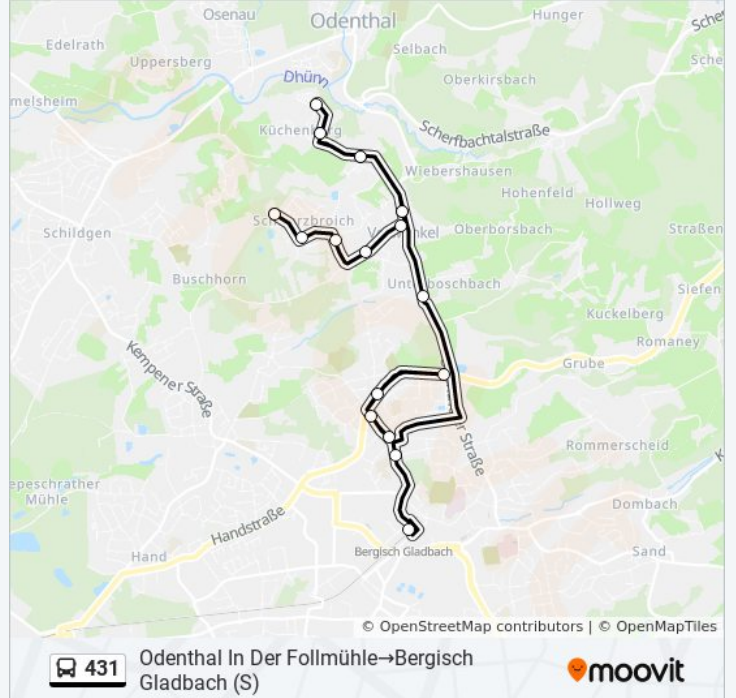 Osenau
Odenthal
Hunger
Edelrath
Selbach
Uppersberg
Dhünn
Oberkirsbach
melsheim
Küchenberg
Scherfbachtalstraße
Wiebershausen
Hohenfeld
Hollweg
Schildgen
Oberborsbach
Straßen
Buschhorn
Siefen
Kuckelberg
Romaney
Grube
Kempener Straße
er Straße
Rommerscheid
epeschrather
Mühle
Dombach
Handstraße
Hand
Bergisch Gladbach
Sand
© OpenStreetMap contributors | © OpenMapTiles
431
Odenthal In Der Follmühle→Bergisch
Gladbach (S)
moovit